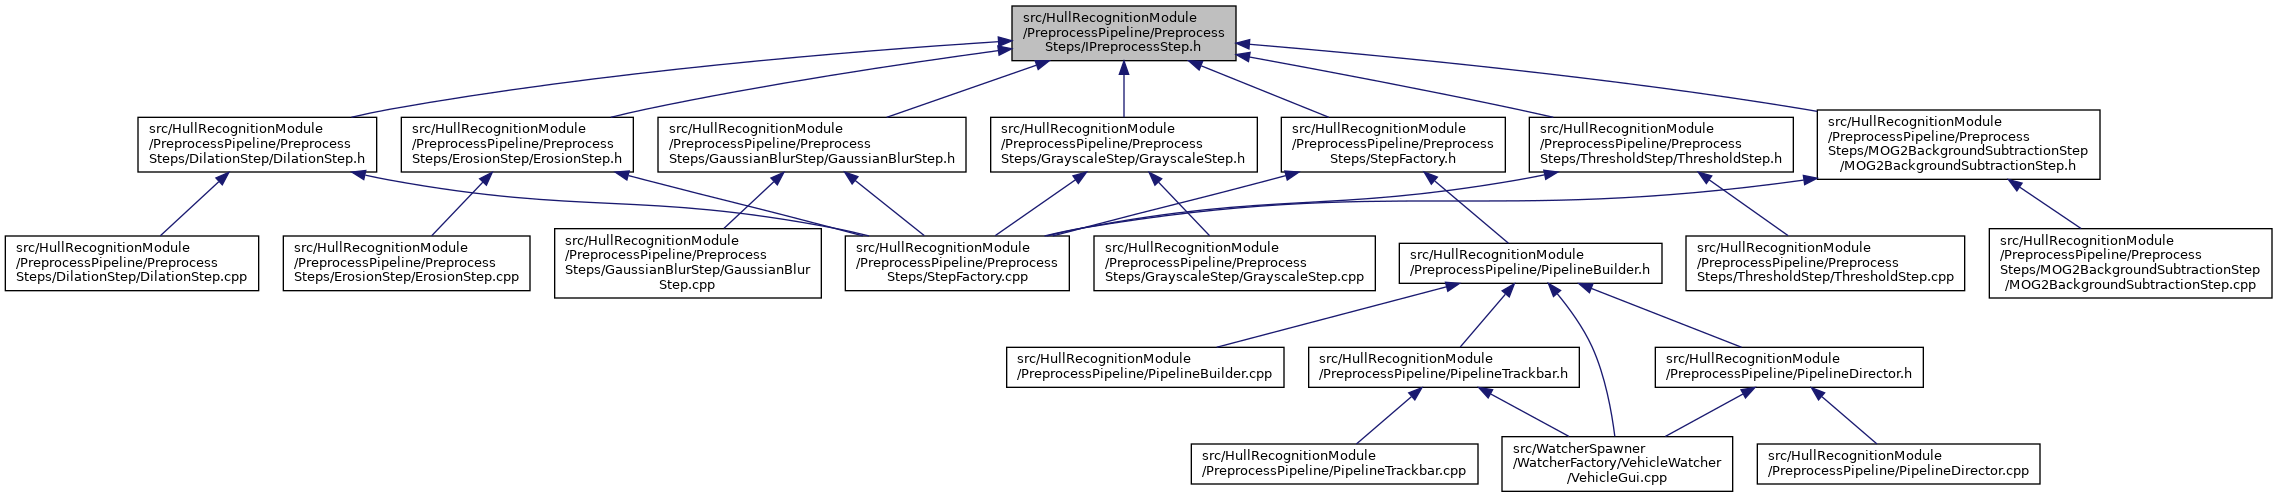 src/HullRecognitionModule
/PreprocessPipeline/Preprocess
Steps/IPreprocessStep.h
src/HullRecognitionModule
/PreprocessPipeline/Preprocess
Steps/DilationStep/DilationStep.h
src/HullRecognitionModule
/PreprocessPipeline/Preprocess
Steps/ErosionStep/ErosionStep.h
src/HullRecognitionModule
/PreprocessPipeline/Preprocess
Steps/GaussianBlurStep/GaussianBlurStep.h
src/HullRecognitionModule
/PreprocessPipeline/Preprocess
Steps/GrayscaleStep/GrayscaleStep.h
src/HullRecognitionModule
/PreprocessPipeline/Preprocess
Steps/StepFactory.h
src/HullRecognitionModule
/PreprocessPipeline/Preprocess
Steps/ThresholdStep/ThresholdStep.h
src/HullRecognitionModule
/PreprocessPipeline/Preprocess
Steps/MOG2BackgroundSubtractionStep
/MOG2BackgroundSubtractionStep.h
src/HullRecognitionModule
/PreprocessPipeline/Preprocess
Steps/DilationStep/DilationStep.cpp
src/HullRecognitionModule
/PreprocessPipeline/Preprocess
Steps/ErosionStep/ErosionStep.cpp
src/HullRecognitionModule
/PreprocessPipeline/Preprocess
Steps/GaussianBlurStep/GaussianBlur
Step.cpp
src/HullRecognitionModule
/PreprocessPipeline/Preprocess
Steps/StepFactory.cpp
src/HullRecognitionModule
/PreprocessPipeline/Preprocess
Steps/GrayscaleStep/GrayscaleStep.cpp
src/HullRecognitionModule
/PreprocessPipeline/PipelineBuilder.h
src/HullRecognitionModule
/PreprocessPipeline/Preprocess
Steps/ThresholdStep/ThresholdStep.cpp
src/HullRecognitionModule
/PreprocessPipeline/Preprocess
Steps/MOG2BackgroundSubtractionStep
/MOG2BackgroundSubtractionStep.cpp
src/HullRecognitionModule
/PreprocessPipeline/PipelineBuilder.cpp
src/HullRecognitionModule
/PreprocessPipeline/PipelineTrackbar.h
src/HullRecognitionModule
/PreprocessPipeline/PipelineDirector.h
src/HullRecognitionModule
/PreprocessPipeline/PipelineTrackbar.cpp
src/WatcherSpawner
/WatcherFactory/VehicleWatcher
/VehicleGui.cpp
src/HullRecognitionModule
/PreprocessPipeline/PipelineDirector.cpp